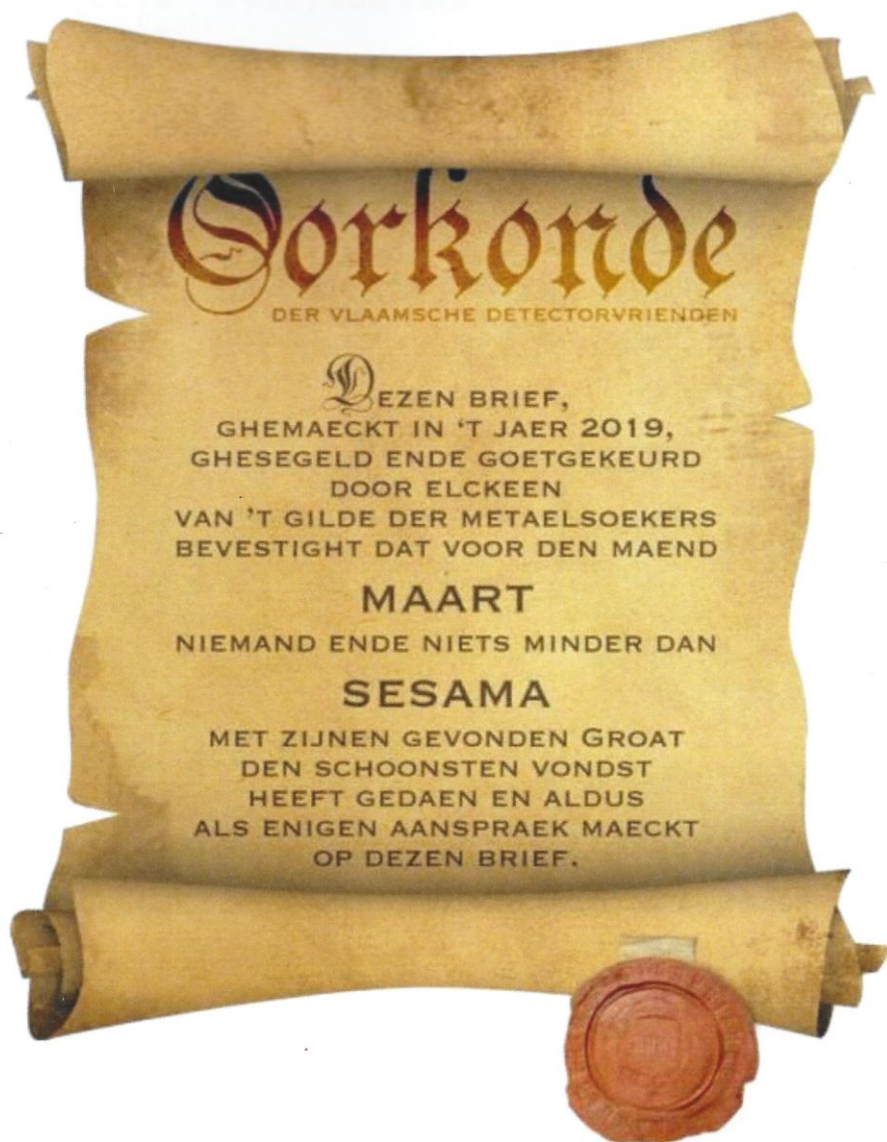 Oorkonde
DER VLAAMSCHE DETECTORVRIENDEN
DEZEN BRIEF,
GHEMAECKT IN 'T JAER 2019,
GHESEGELD ENDE GOETGEKEURD
DOOR ELCKEEN
VAN 'T GILDE DER METAELSOEKERS
BEVESTIGHT DAT VOOR DEN MAEND
MAART
NIEMAND ENDE NIETS MINDER DAN
SESAMA
MET ZIJNEN GEVONDEN GROAT
DEN SCHOONSTEN VONDST
HEEFT GEDAEN EN ALDUS
ALS ENIGEN AANSPRAEK MAECKT
OP DEZEN BRIEF.